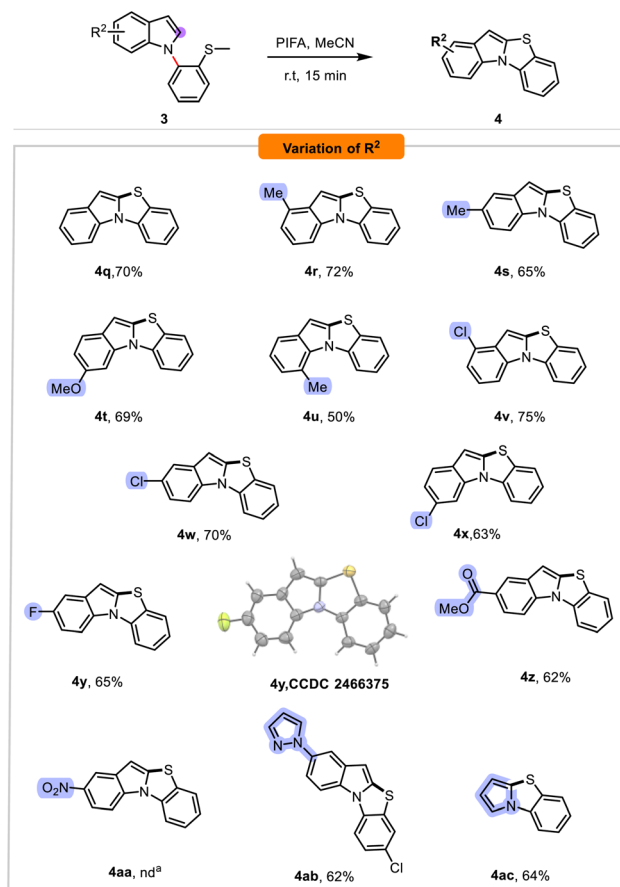 R²
N
S
PIFA, MeCN
r.t, 15 min
R²
S
N
3
4
Variation of R²
S
N
4q,70%
Me
S
N
4r, 72%
Me
S
N
4s, 65%
S
N
MeO
4t, 69%
S
N
Me
4u, 50%
Cl
S
N
4v, 75%
Cl
S
N
4w, 70%
S
N
Cl
4x,63%
F
S
N
4y, 65%
4y,CCDC 2466375
O
MeO
S
N
4z, 62%
O₂N
S
N
4aa, ndᵃ
N
N
N
S
Cl
4ab, 62%
S
N
4ac, 64%